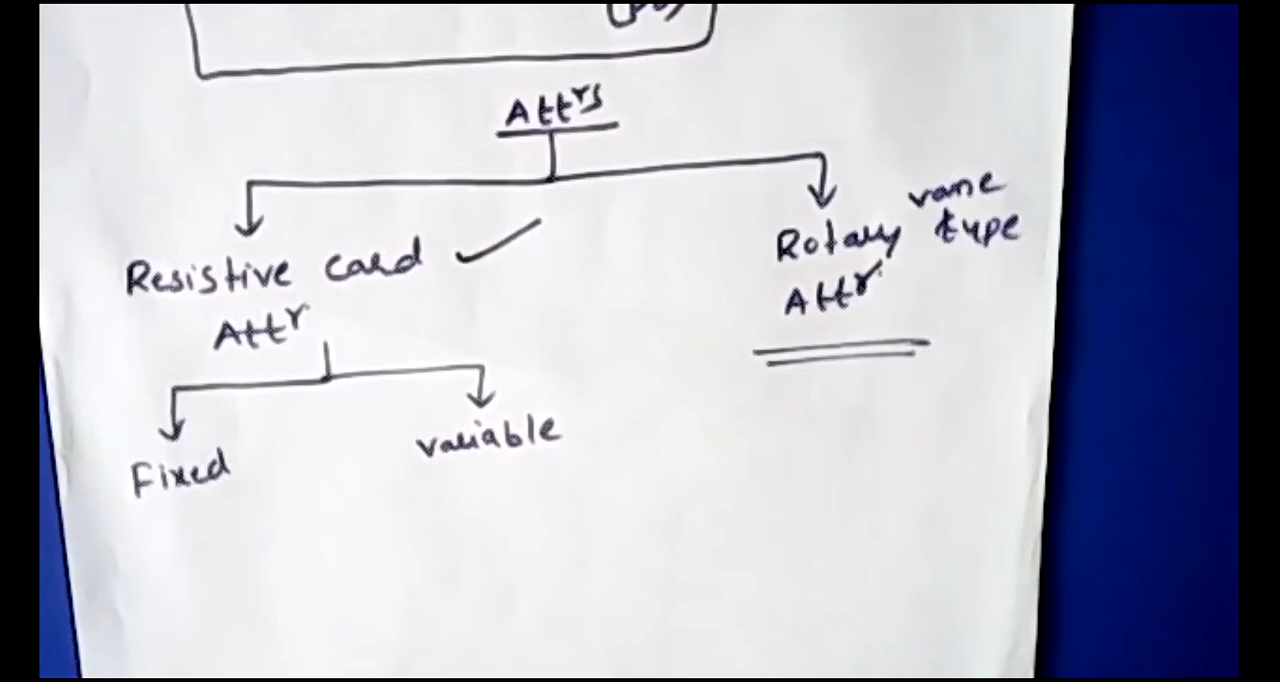 Attrs
Resistive card
Attr
Rotary vane type
Attr
Fixed
variable